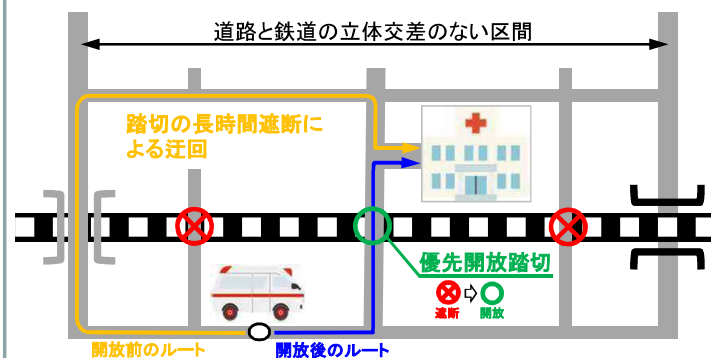 道路と鉄道の立体交差のない区間
踏切の長時間遮断に
よる迂回
優先開放踏切
遮断
開放
開放前のルート
開放後のルート